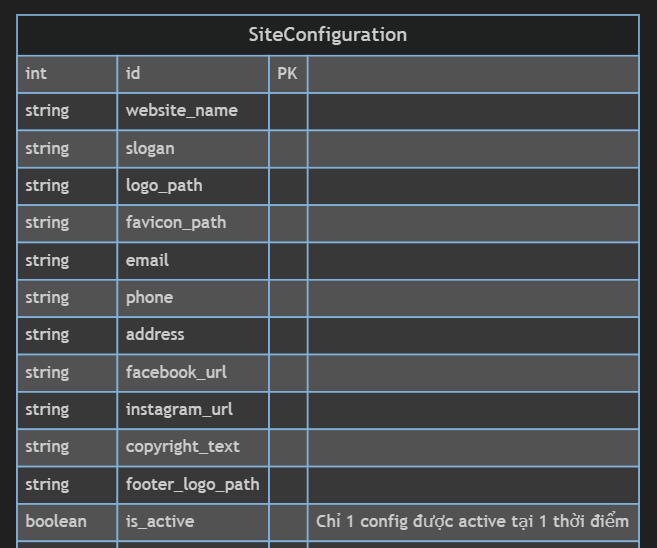 SiteConfiguration
int id PK
string website_name
string slogan
string logo_path
string favicon_path
string email
string phone
string address
string facebook_url
string instagram_url
string copyright_text
string footer_logo_path
boolean is_active Chỉ 1 config được active tại 1 thời điểm